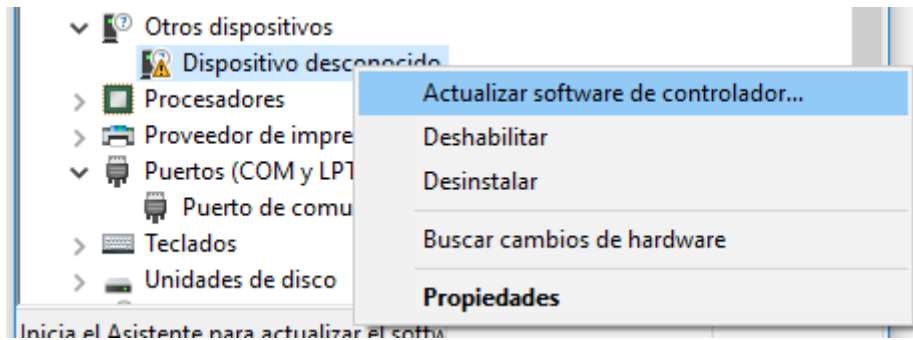 Otros dispositivos
Dispositivo desconocido
Actualizar software de controlador...
Procesadores
Proveedor de impre
Deshabilitar
Puertos (COM y LPT
Desinstalar
Puerto de comu
Teclados
Buscar cambios de hardware
Unidades de disco
Propiedades
Inicia el Asistente para actualizar el softw